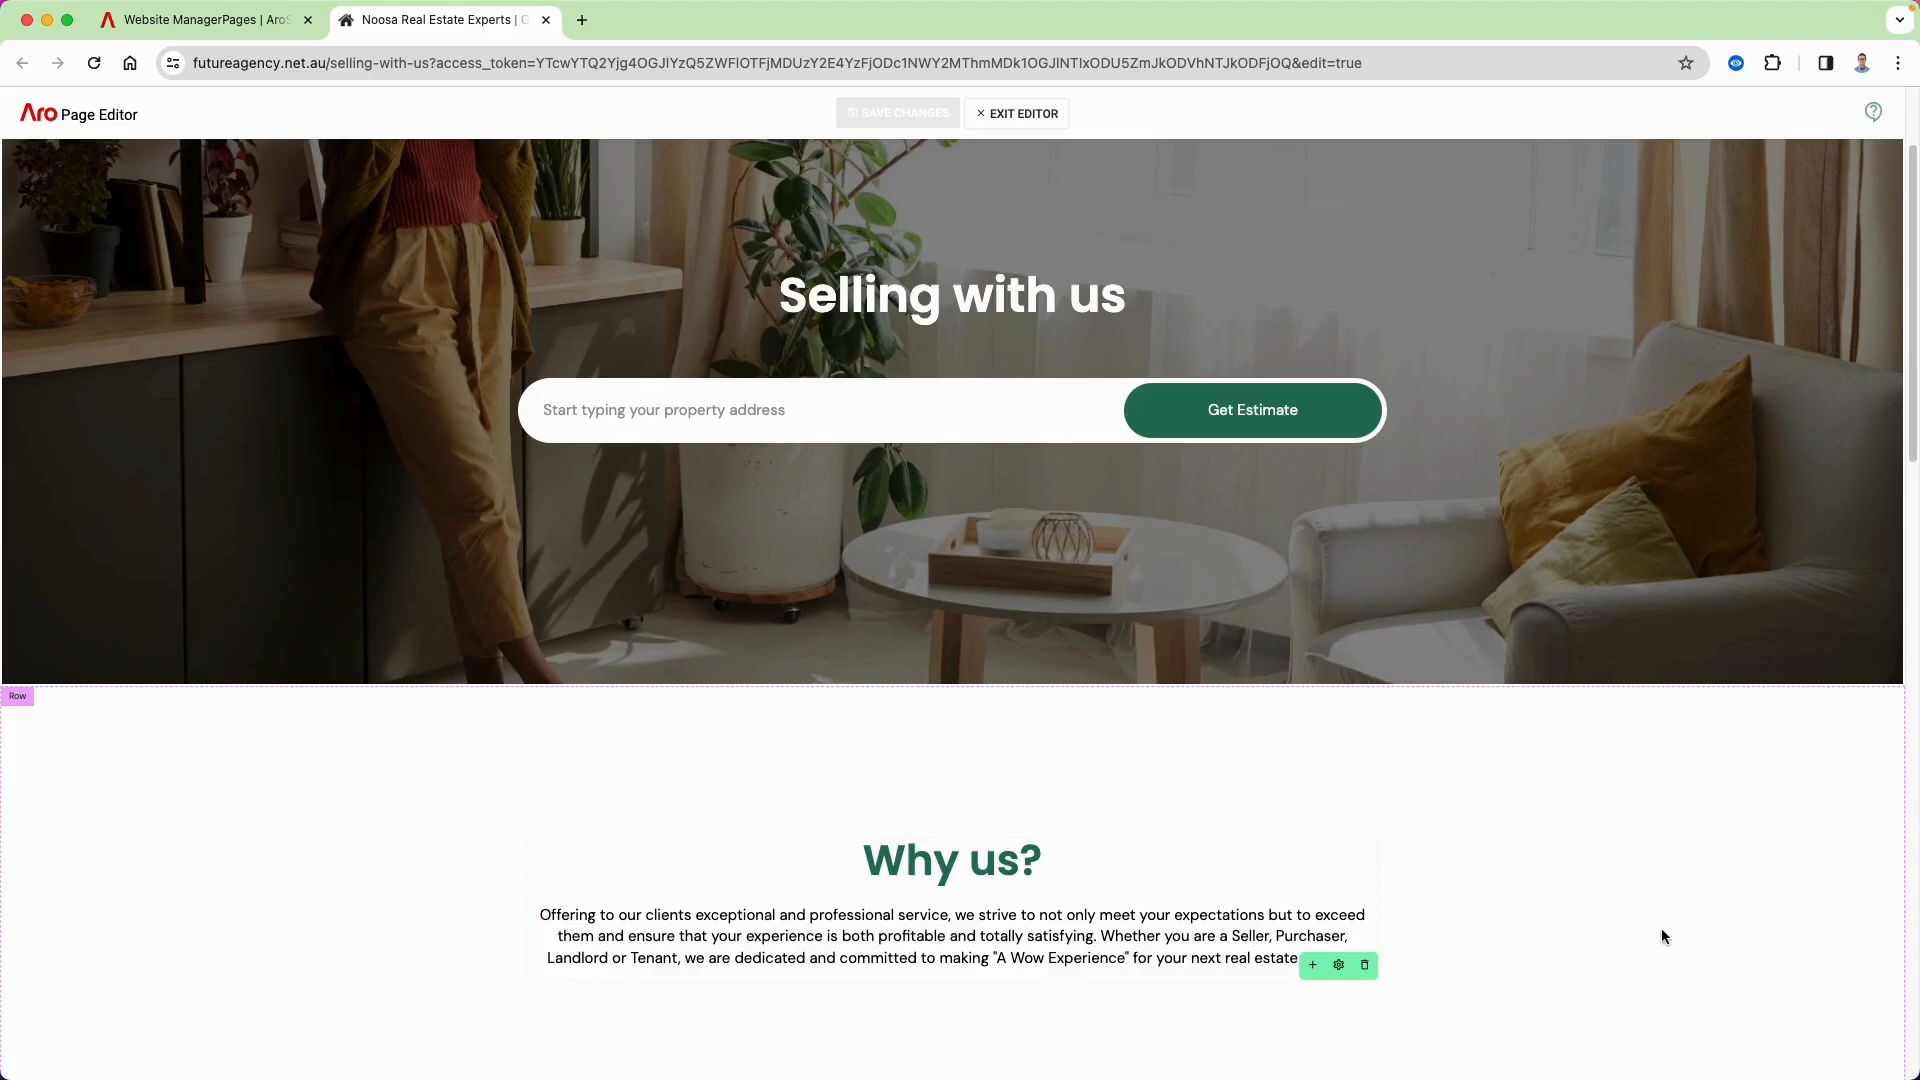 Website ManagerPages | Aro
Noosa Real Estate Experts |
futureagency.net.au/selling-with-us?access_token=YTcwYTQ2Yjg4OGJlYzQ5ZWFlOTFjMDUzY2E4YzFjODc1NWY2MThmMDk1OGJlNTIxODU5ZmJkODVhNTJkODFjOQ&edit=true
Aro Page Editor
SAVE CHANGES
EXIT EDITOR
Selling with us
Start typing your property address
Get Estimate
Row
Why us?
Offering to our clients exceptional and professional service, we strive to not only meet your expectations but to exceed
them and ensure that your experience is both profitable and totally satisfying. Whether you are a Seller, Purchaser,
Landlord or Tenant, we are dedicated and committed to making "A Wow Experience" for your next real estate